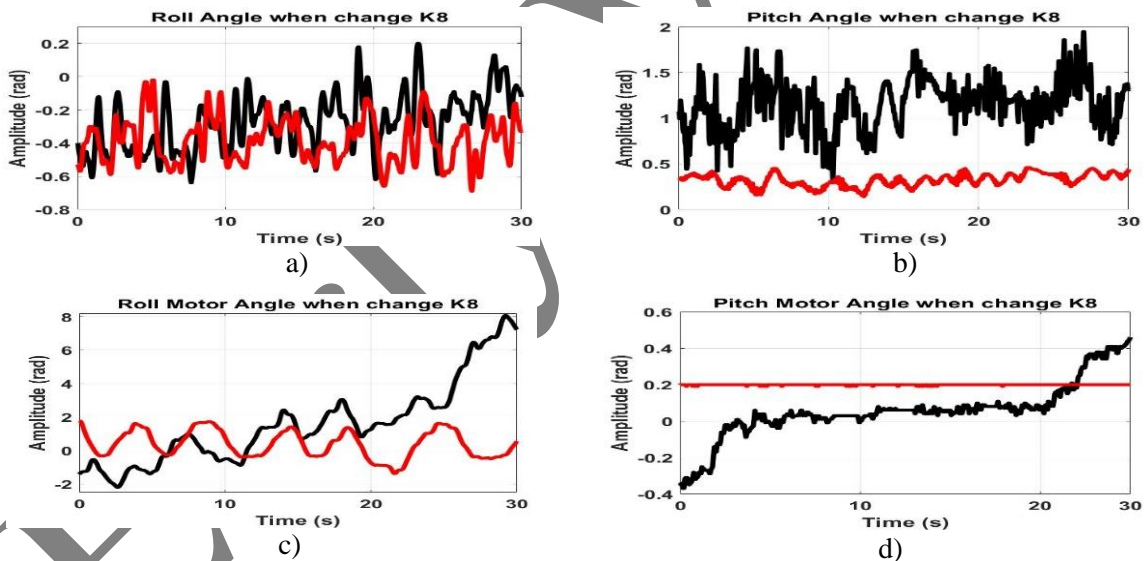 Roll Angle when change K8
Amplitude (rad)
0.2
0
-0.2
-0.4
-0.6
-0.8
0
10
20
30
Time (s)
a)
Pitch Angle when change K8
Amplitude (rad)
2
1.5
1
0.5
0
0
10
20
30
Time (s)
b)
Roll Motor Angle when change K8
Amplitude (rad)
8
6
4
2
0
-2
0
10
20
30
Time (s)
c)
Pitch Motor Angle when change K8
Amplitude (rad)
0.6
0.4
0.2
0
-0.2
-0.4
0
10
20
30
Time (s)
d)